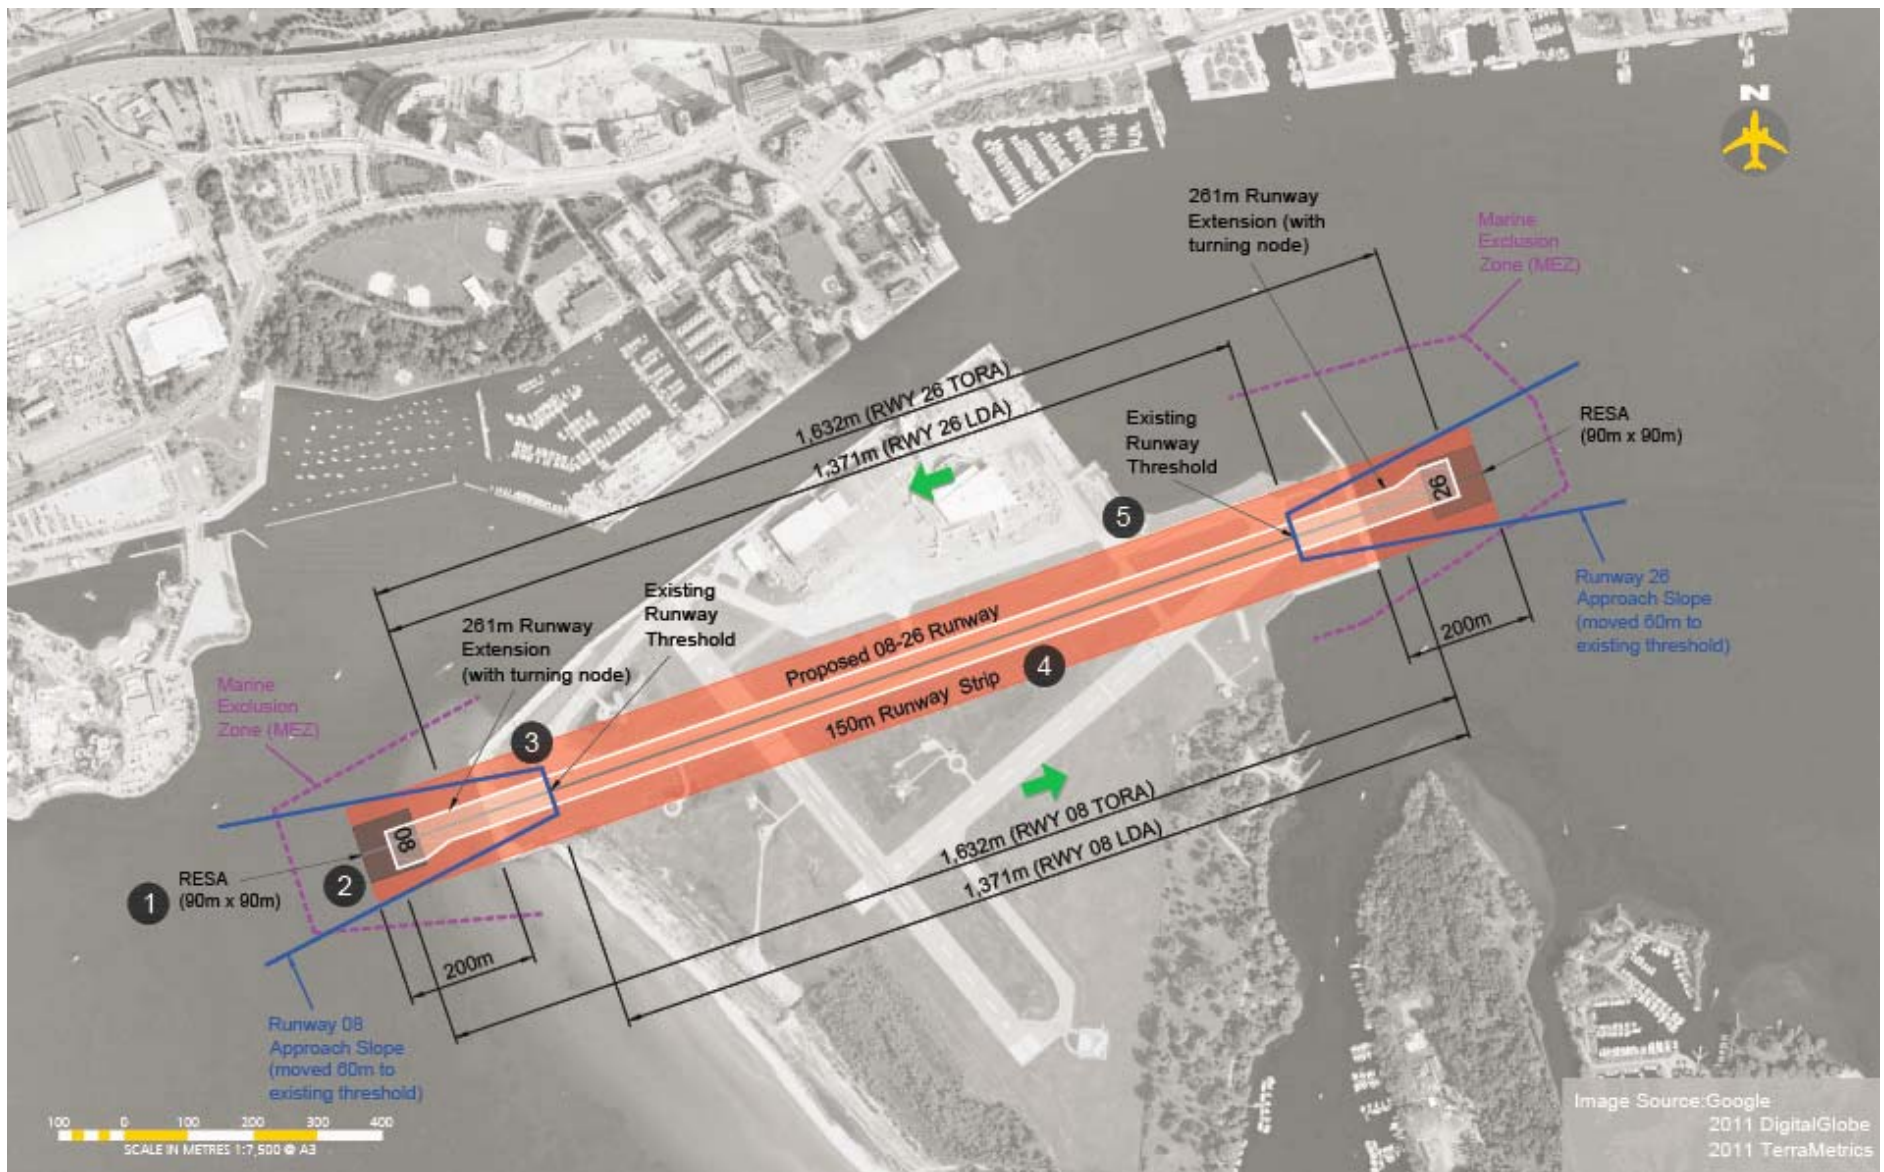 N
261m Runway
Extension (with
turning node)
Marine
Exclusion
Zone (MEZ)
1,632m (RWY 26 TORA)
1,371m (RWY 26 LDA)
Existing
Runway
Threshold
RESA
(90m x 90m)
26
5
Existing
Runway
Threshold
261m Runway
Extension
(with turning node)
Proposed 08-26 Runway
150m Runway Strip
4
200m
Runway 26
Approach Slope
(moved 60m to
existing threshold)
Marine
Exclusion
Zone (MEZ)
3
08
1,632m (RWY 08 TORA)
1,371m (RWY 08 LDA)
1
RESA
(90m x 90m)
2
200m
Runway 08
Approach Slope
(moved 60m to
existing threshold)
100 0 100 200 300 400
SCALE IN METRES 1:7,500 @ A3
Image Source:Google
2011 DigitalGlobe
2011 TerraMetrics